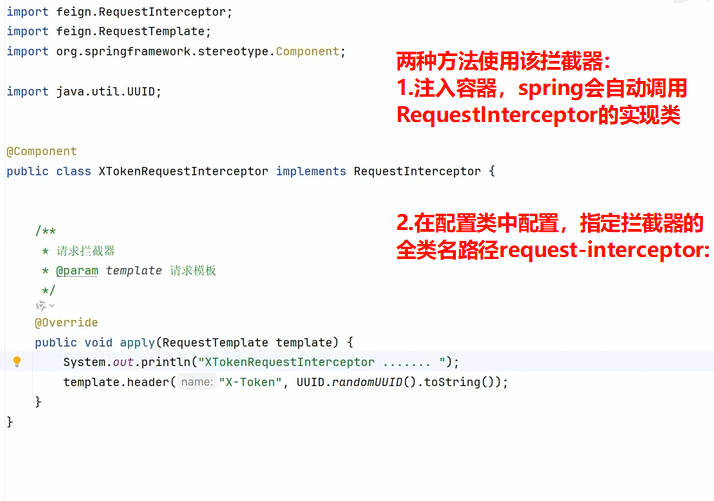 import feign.RequestInterceptor;
import feign.RequestTemplate;
import org.springframework.stereotype.Component;
import java.util.UUID;
两种方法使用该拦截器：
1.注入容器，spring会自动调用
RequestInterceptor的实现类
@Component
public class XTokenRequestInterceptor implements RequestInterceptor {
2.在配置类中配置，指定拦截器的
全类名路径request-interceptor:
/**
* 请求拦截器
* @param template 请求模板
*/
@Override
public void apply(RequestTemplate template) {
System.out.println("XTokenRequestInterceptor ....... ");
template.header( name: "X-Token", UUID.randomUUID().toString());
}
}